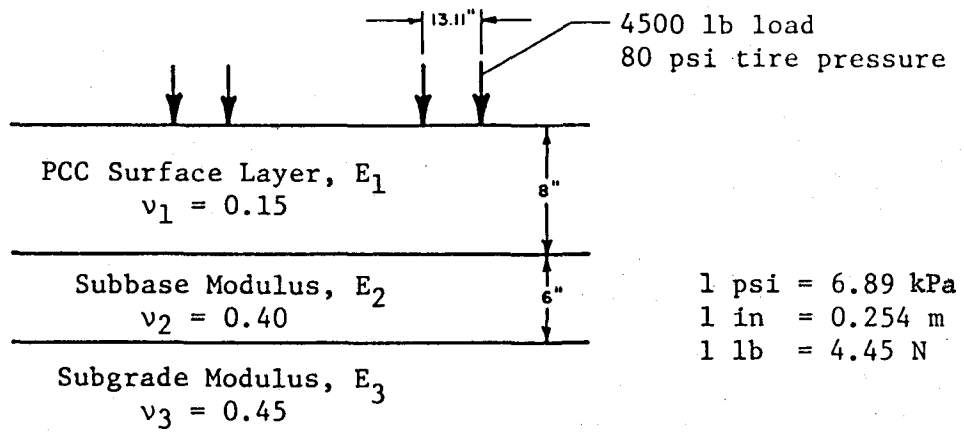 13.11"
4500 lb load
80 psi tire pressure
PCC Surface Layer, E1
ν1 = 0.15
8"
Subbase Modulus, E2
ν2 = 0.40
6"
1 psi = 6.89 kPa
1 in = 0.254 m
1 lb = 4.45 N
Subgrade Modulus, E3
ν3 = 0.45